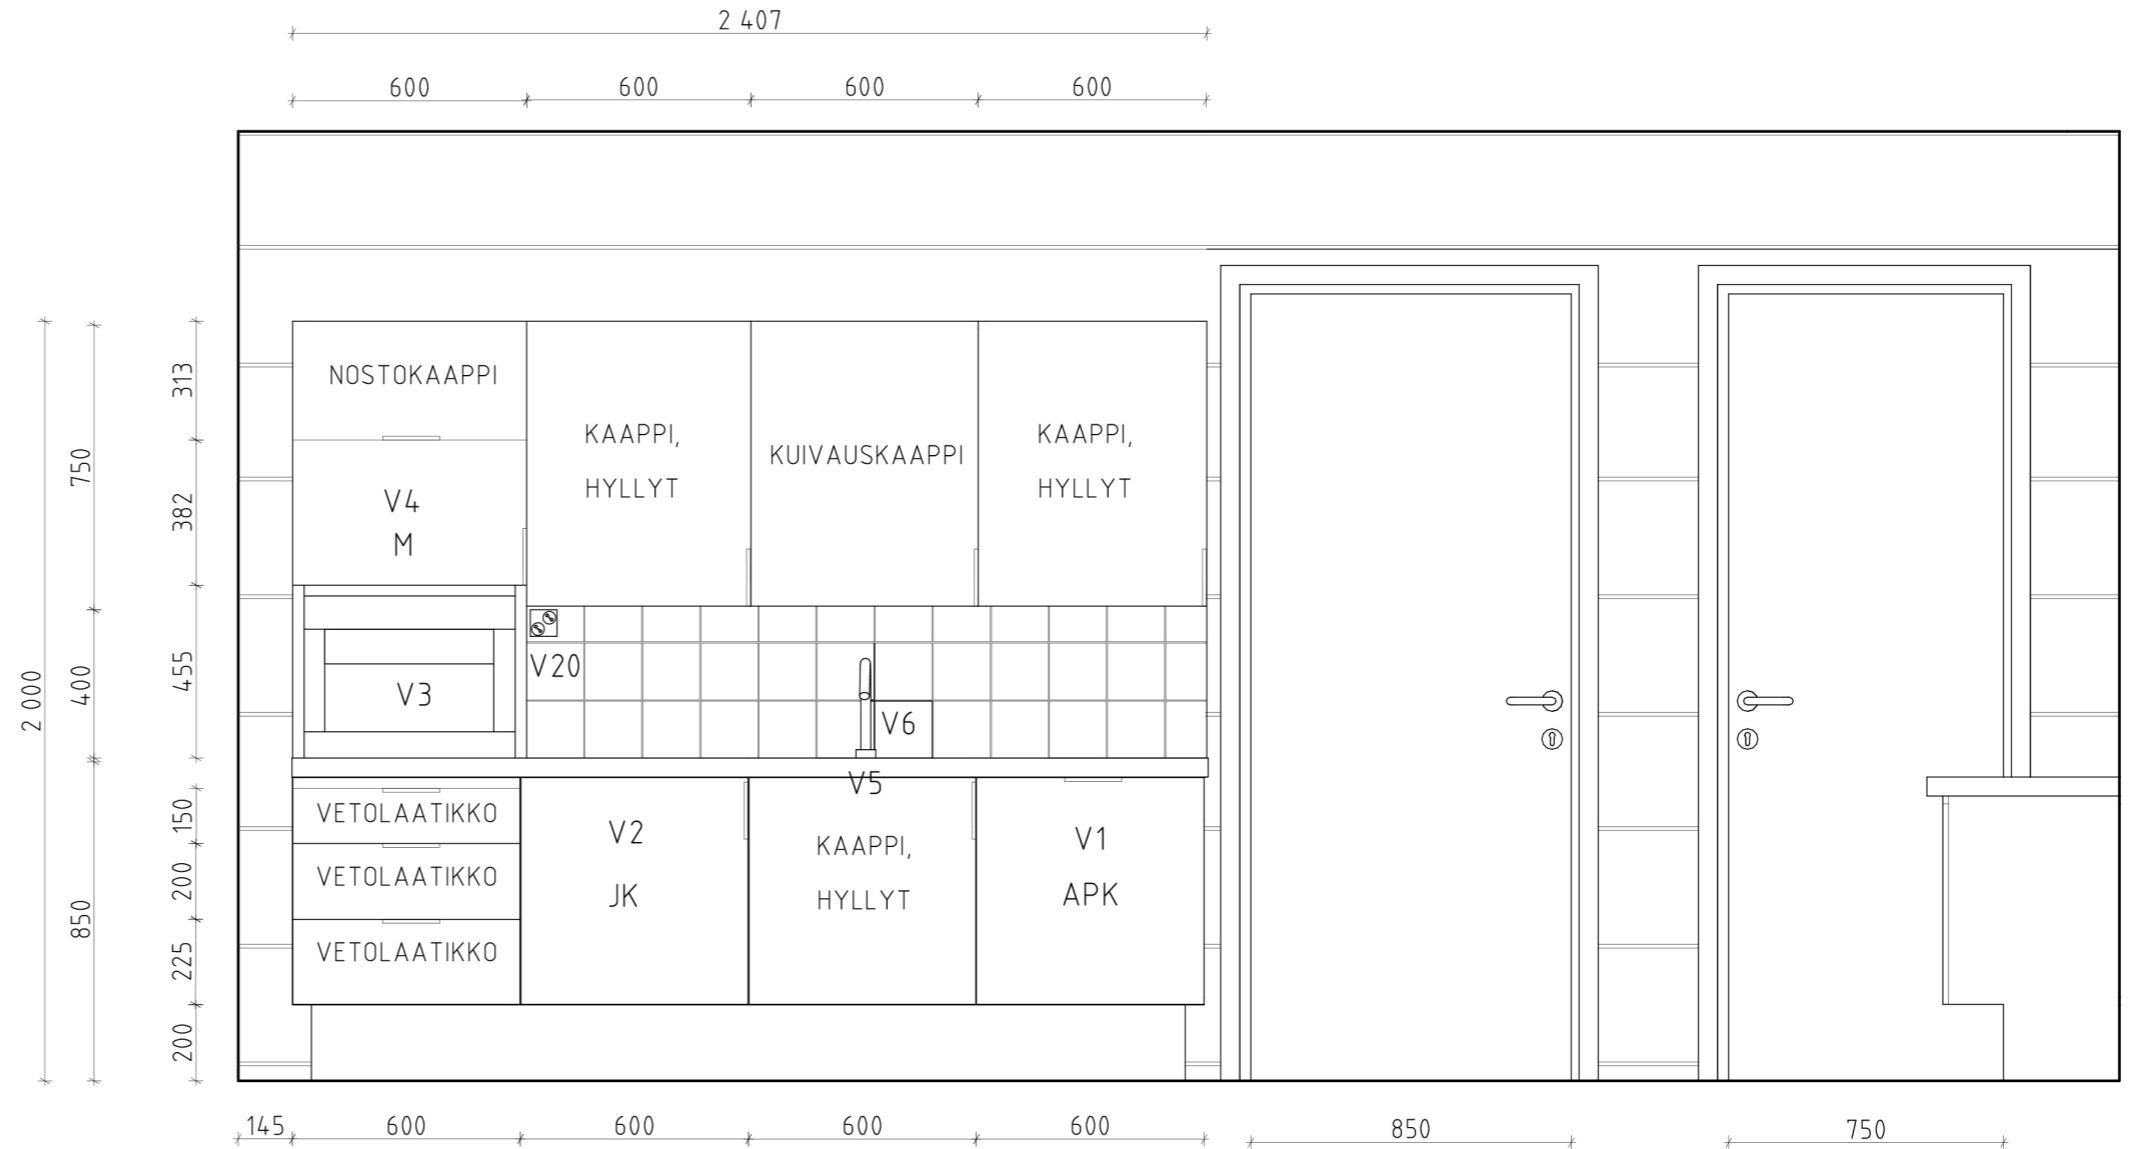 2 407
600 600 600 600
NOSTOKAAPPI
KAAPPI,
HYLLYT
KUIVAUSKAAPPI
KAAPPI,
HYLLYT
V4
M
V20
V3
V6
V5
VETOLAATIKKO
VETOLAATIKKO
VETOLAATIKKO
V2
JK
KAAPPI,
HYLLYT
V1
APK
2 000
750
400
850
313
382
455
150
200
225
200
145 600 600 600 600 850 750